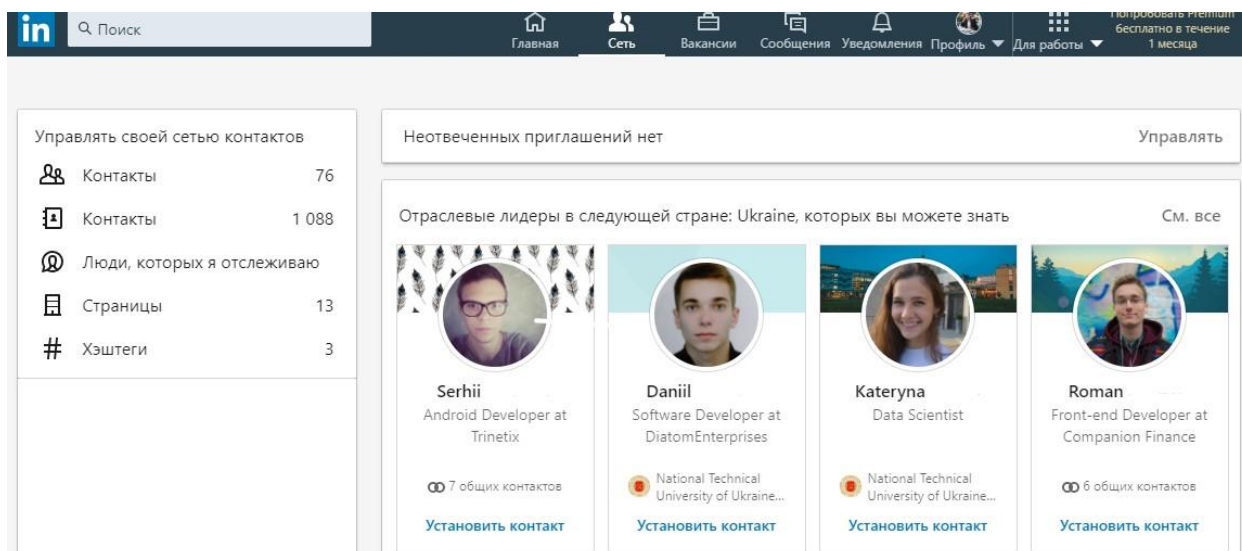 in
Поиск
Главная
Сеть
Вакансии
Сообщения
Уведомления
Профиль
Для работы
Попробовать Premium
бесплатно в течение
1 месяца
Управлять своей сетью контактов
Контакты 76
Контакты 1 088
Люди, которых я отслеживаю
Страницы 13
# Хэштеги 3
Неотвеченных приглашений нет Управлять
Отраслевые лидеры в следующей стране: Ukraine, которых вы можете знать См. все
Serhii
Android Developer at
Trinetix
7 общих контактов
Установить контакт
Daniil
Software Developer at
DiatomEnterprises
National Technical
University of Ukraine...
Установить контакт
Kateryna
Data Scientist
National Technical
University of Ukraine...
Установить контакт
Roman
Front-end Developer at
Companion Finance
6 общих контактов
Установить контакт